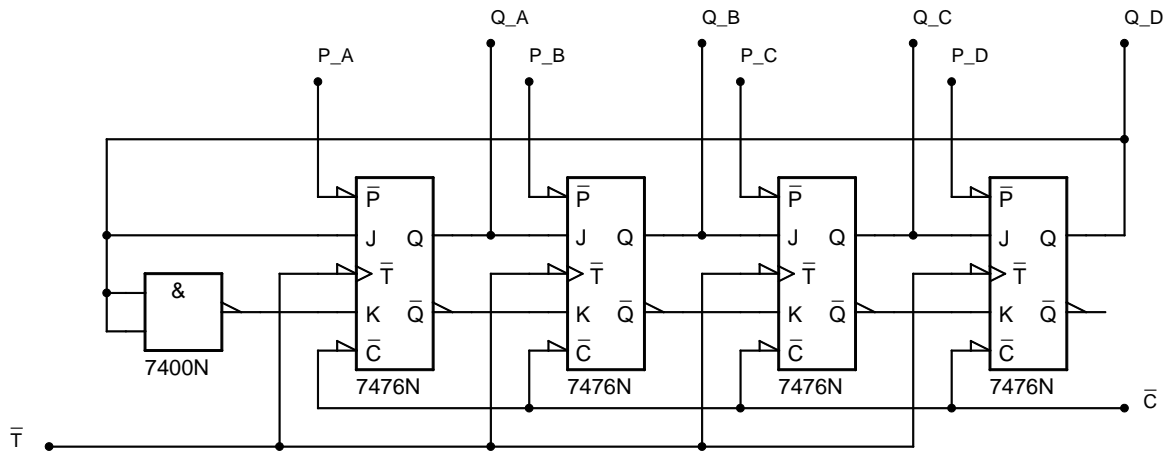 Q_A Q_B Q_C Q_D
P_A P_B P_C P_D
P̅ P̅ P̅ P̅
J Q J Q J Q J Q
& T̅ T̅ T̅ T̅
K Q̅ K Q̅ K Q̅ K Q̅
C̅ C̅ C̅ C̅
7400N
7476N 7476N 7476N 7476N
C̅
T̅